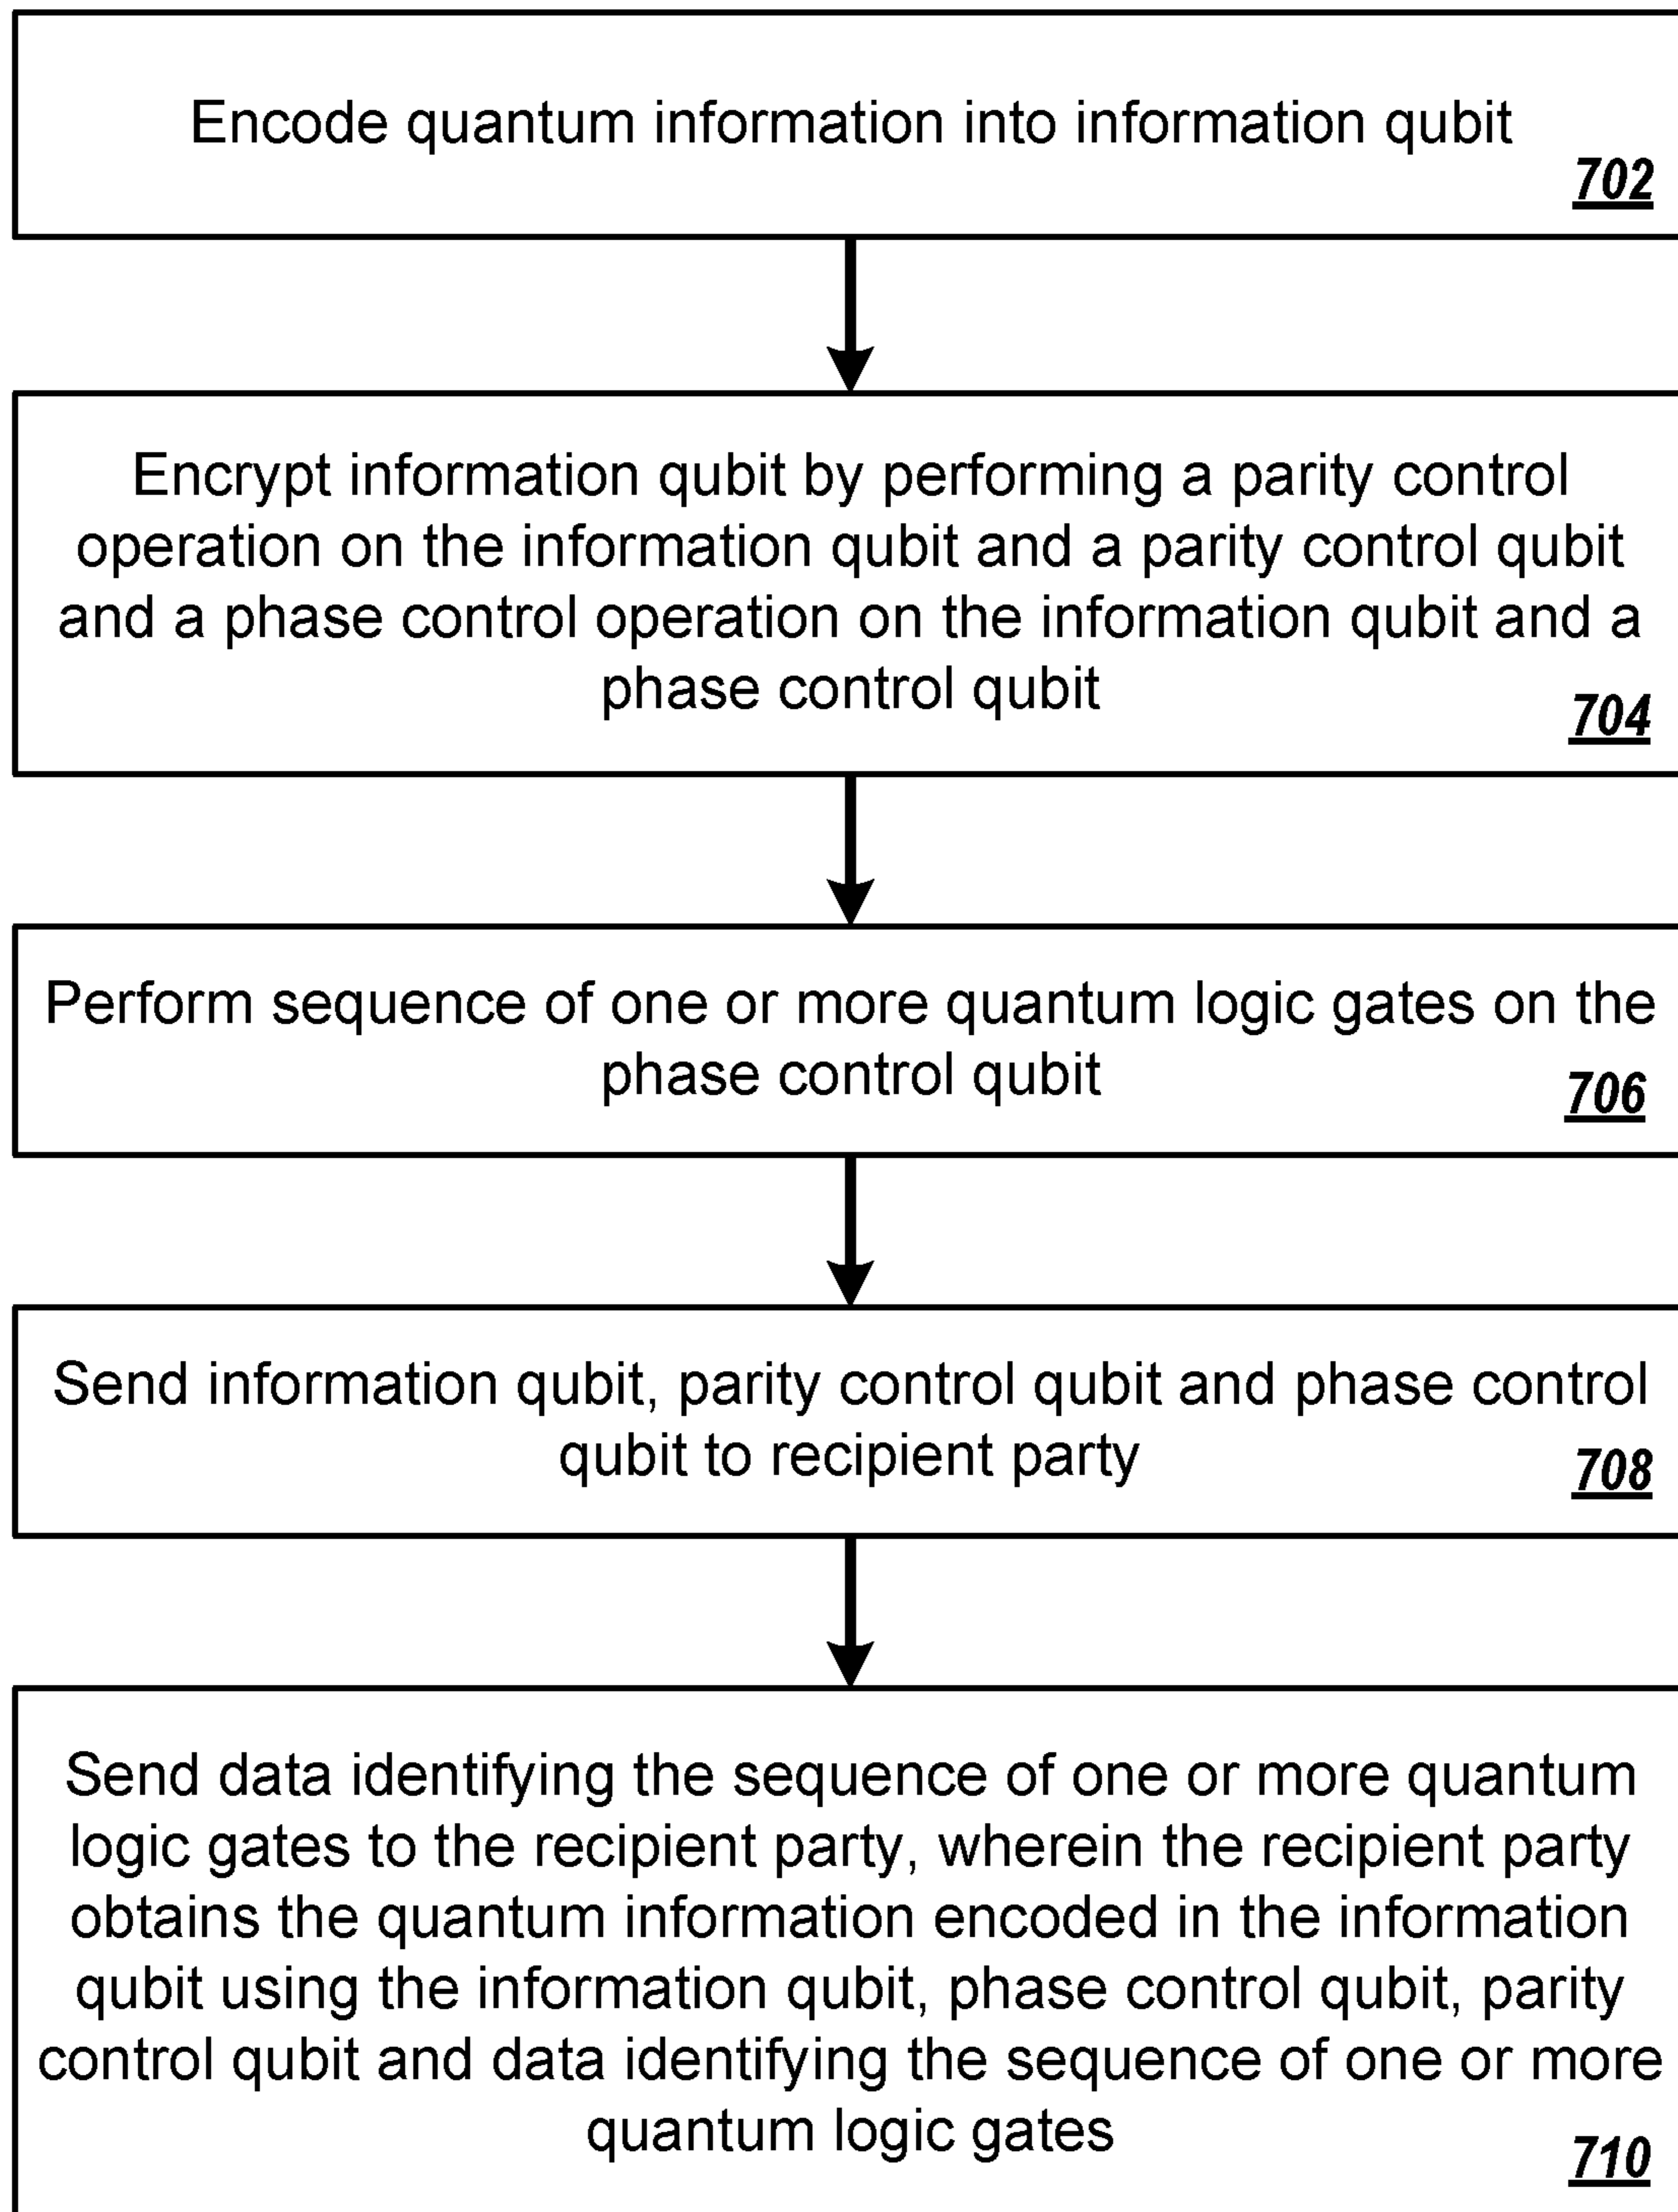 Encode quantum information into information qubit
702
Encrypt information qubit by performing a parity control
operation on the information qubit and a parity control qubit
and a phase control operation on the information qubit and a
phase control qubit
704
Perform sequence of one or more quantum logic gates on the
phase control qubit
706
Send information qubit, parity control qubit and phase control
qubit to recipient party
708
Send data identifying the sequence of one or more quantum
logic gates to the recipient party, wherein the recipient party
obtains the quantum information encoded in the information
qubit using the information qubit, phase control qubit, parity
control qubit and data identifying the sequence of one or more
quantum logic gates
710